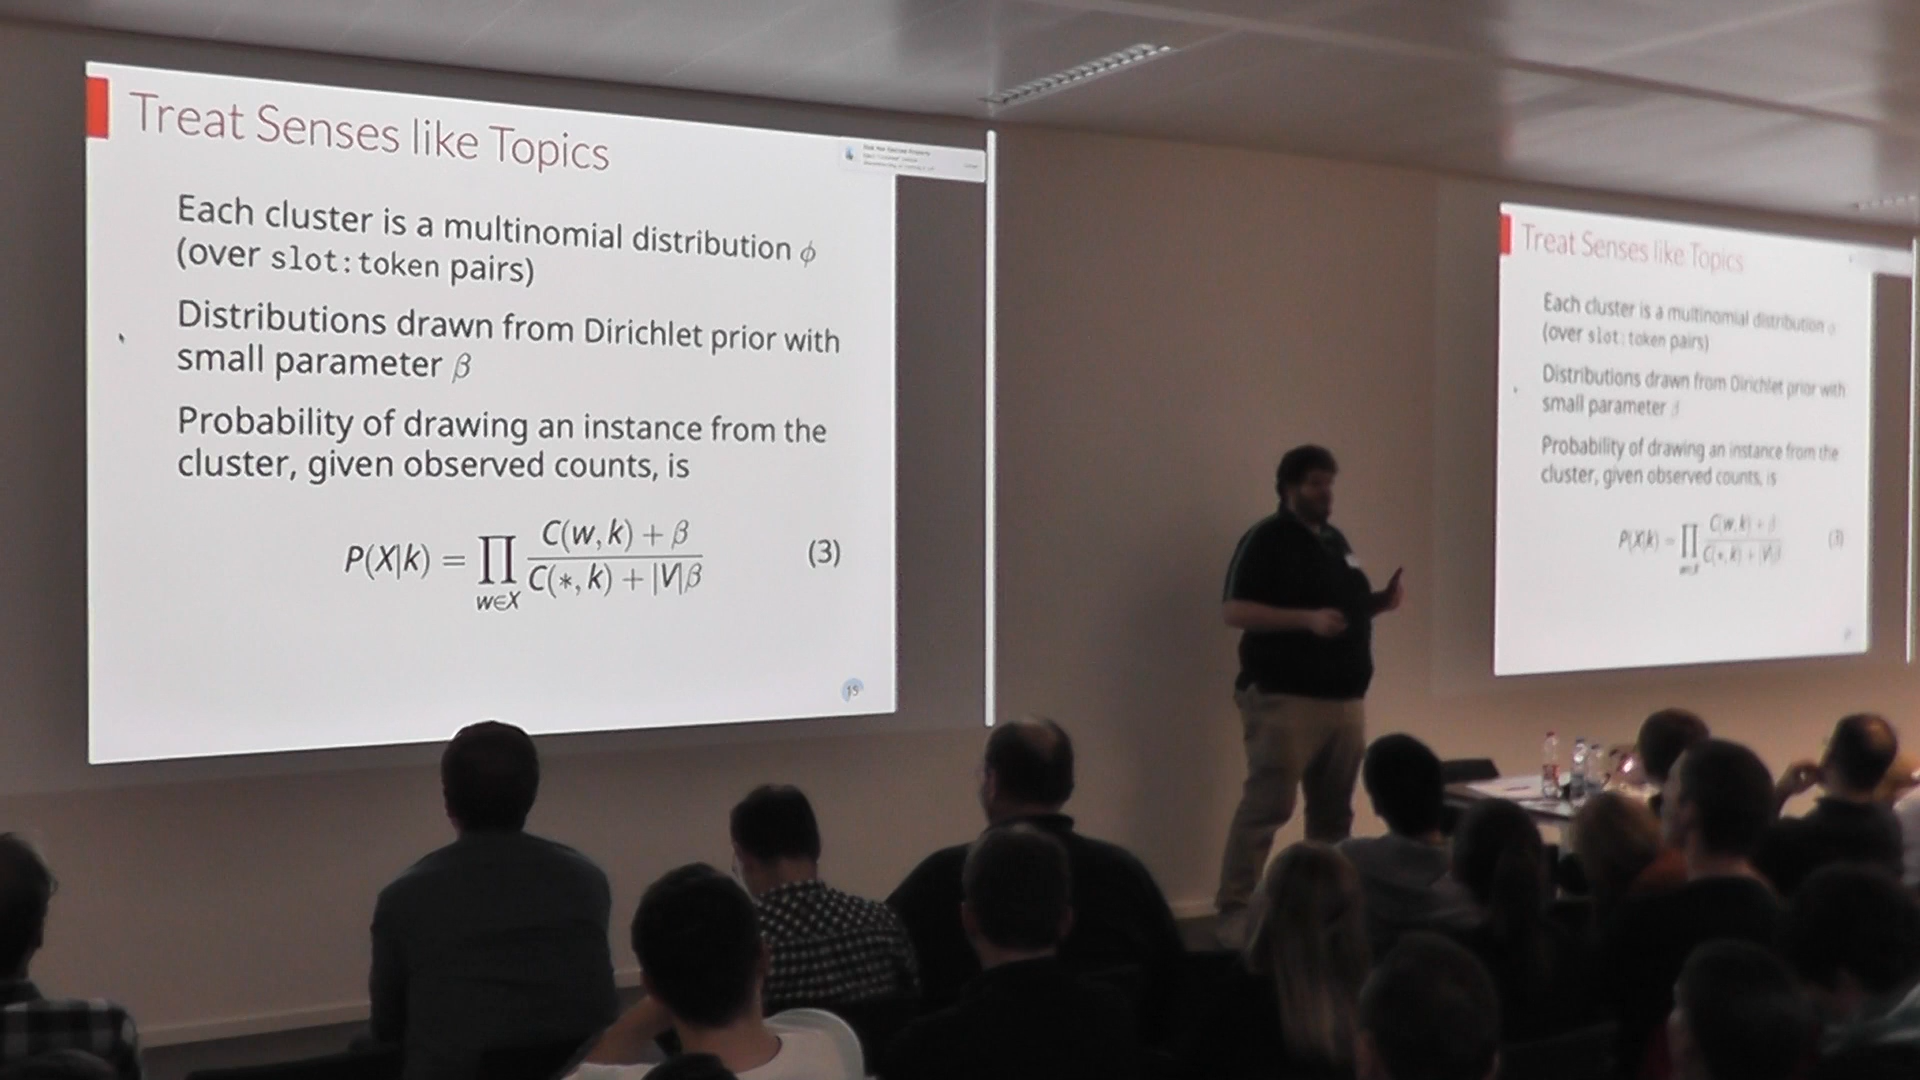 Treat Senses like Topics
Each cluster is a multinomial distribution ϕ
(over slot:token pairs)
Distributions drawn from Dirichlet prior with
small parameter β
Probability of drawing an instance from the
cluster, given observed counts, is
P(X|k) = ∏_{w∈X} (C(w, k) + β) / (C(∗, k) + |V|β) (3)
15
Treat Senses like Topics
Each cluster is a multinomial distribution ϕ
(over slot:token pairs)
Distributions drawn from Dirichlet prior with
small parameter β
Probability of drawing an instance from the
cluster, given observed counts, is
P(X|k) = ∏_{w∈X} (C(w, k) + β) / (C(∗, k) + |V|β) (3)